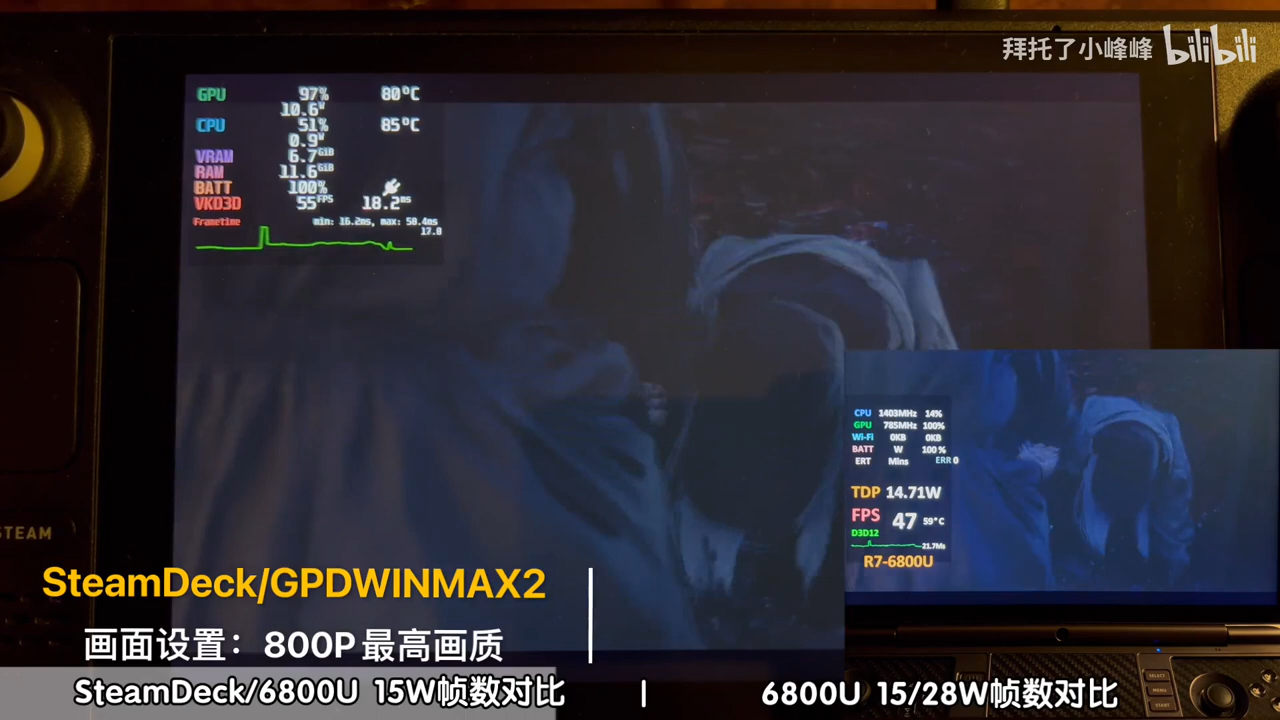 拜托了小峰峰 bilibili
GPU 97% 80°C
10.6W
CPU 51% 85°C
0.9W
VRAM 6.7GiB
RAM 11.6GiB
BATT 100%
VKD3D 55FPS 18.2ms
Frametime min: 16.2ms, max: 50.4ms
17.0
CPU 1403MHz 14%
GPU 785MHz 100%
Wi-Fi 0KB 0KB
BATT W 100 %
ERT Mins ERR 0
TDP 14.71W
FPS 47 59°C
D3D12
21.7Ms
R7-6800U
STEAM
SELECT
MENU
START
SteamDeck/GPDWINMAX2
画面设置：800P最高画质
SteamDeck/6800U 15W帧数对比 | 6800U 15/28W帧数对比